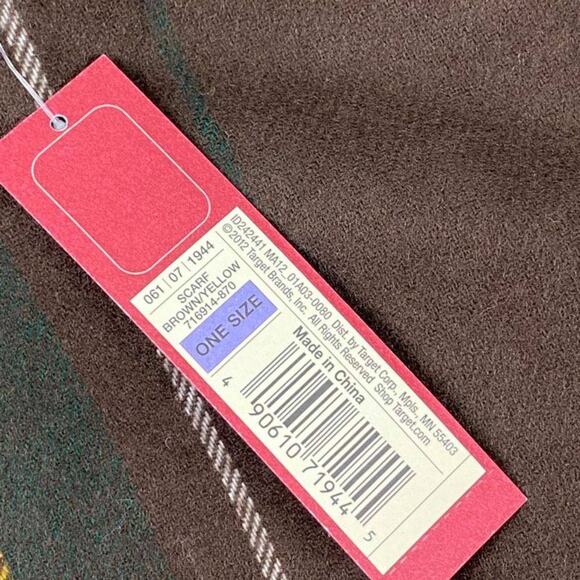 061 | 07 | 1944
SCARF
BROWN/YELLOW
716914-870
ONE SIZE
ID242441 MA12_01A03-0080 Dist. by Target Corp., Mpls., MN 55403
©2012 Target Brands, Inc. All Rights Reserved Shop Target.com
Made in China
4 90610 71944 5